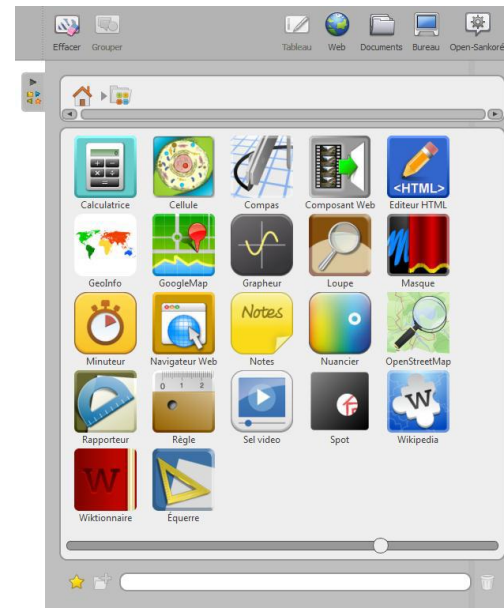 Effacer Grouper Tableau Web Documents Bureau Open-Sankoré
Calculatrice Cellule Compas Composant Web Editeur HTML
<HTML>
GeoInfo GoogleMap Grapheur Loupe Masque
Notes
Minuteur Navigateur Web Notes Nuancier OpenStreetMap
0 1 2
W
Rapporteur Règle Sel video Spot Wikipedia
W
Wiktionnaire Équerre